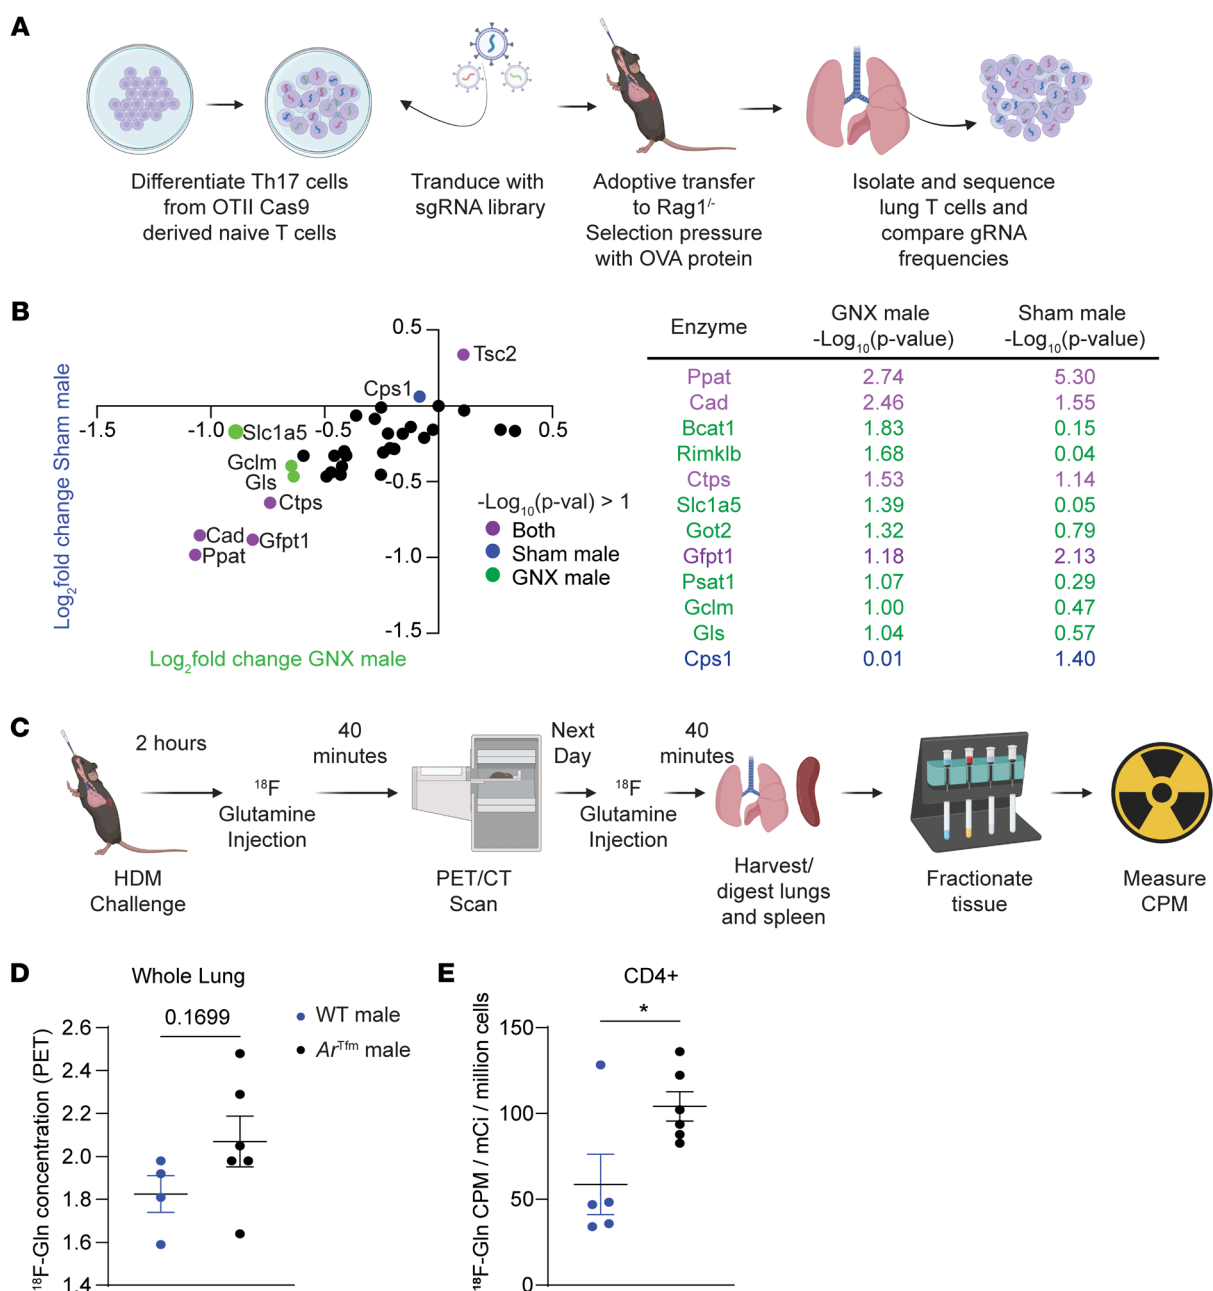 A
Differentiate Th17 cells
from OTII Cas9
derived naive T cells
Tranduce with
sgRNA library
Adoptive transfer
to Rag1/-
Selection pressure
with OVA protein
Isolate and sequence
lung T cells and
compare gRNA
frequencies
B
Log2fold change Sham male
0.5
Tsc2
Cps1
-1.5
-1.0
-0.5
0.5
Slc1a5
Gclm
Gls
-0.5
Ctps
Cad
Gfpt1
Ppat
-1.0
-1.5
-Log10(p-val) > 1
Both
Sham male
GNX male
Log2fold change GNX male
Enzyme
GNX male
-Log10(p-value)
Sham male
-Log10(p-value)
Ppat 2.74 5.30
Cad 2.46 1.55
Bcat1 1.83 0.15
Rimklb 1.68 0.04
Ctps 1.53 1.14
Slc1a5 1.39 0.05
Got2 1.32 0.79
Gfpt1 1.18 2.13
Psat1 1.07 0.29
Gclm 1.00 0.47
Gls 1.04 0.57
Cps1 0.01 1.40
C
HDM
Challenge
2 hours
18F
Glutamine
Injection
40
minutes
PET/CT
Scan
Next
Day
18F
Glutamine
Injection
40
minutes
Harvest/
digest lungs
and spleen
Fractionate
tissue
Measure
CPM
D
Whole Lung
18F-Gln concentration (PET)
2.6
2.4
2.2
2.0
1.8
1.6
1.4
0.1699
WT male
ArTfm male
E
CD4+
18F-Gln CPM / mCi / million cells
150
100
50
0
*